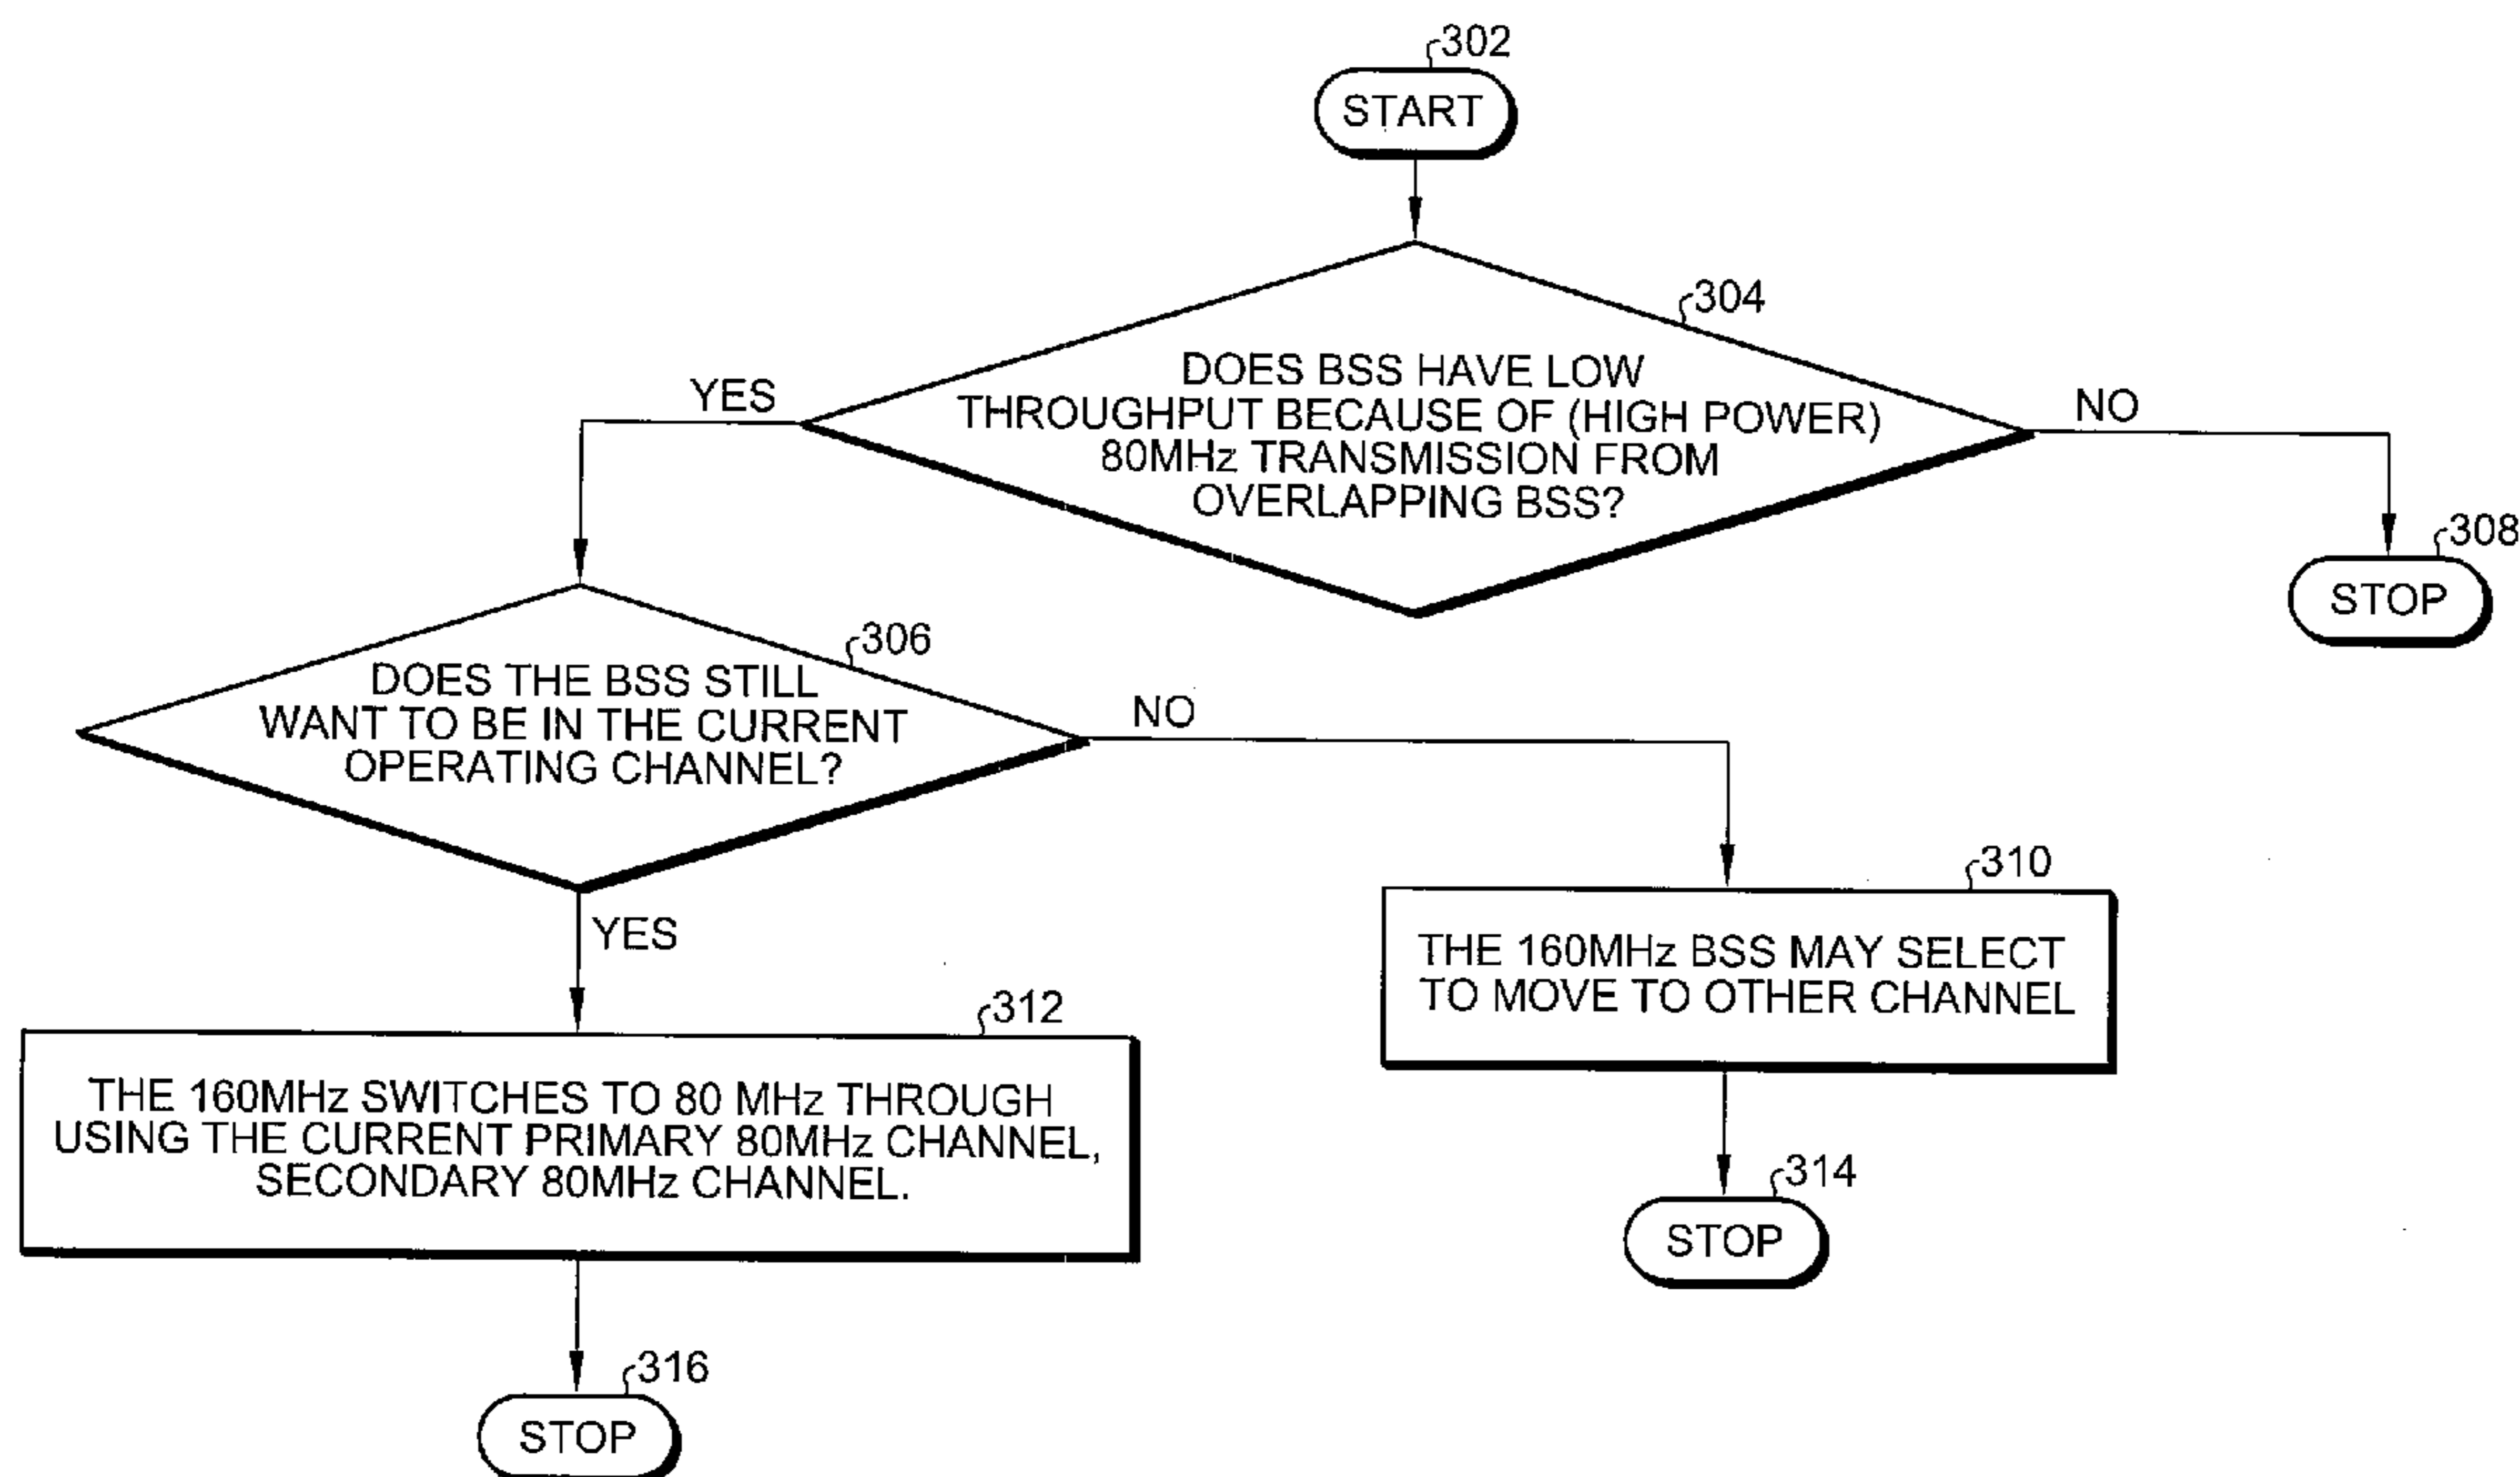 302
START
304
DOES BSS HAVE LOW
THROUGHPUT BECAUSE OF (HIGH POWER)
80MHz TRANSMISSION FROM
OVERLAPPING BSS?
YES
NO
308
STOP
306
DOES THE BSS STILL
WANT TO BE IN THE CURRENT
OPERATING CHANNEL?
NO
YES
310
THE 160MHz BSS MAY SELECT
TO MOVE TO OTHER CHANNEL
312
THE 160MHz SWITCHES TO 80 MHz THROUGH
USING THE CURRENT PRIMARY 80MHz CHANNEL,
SECONDARY 80MHz CHANNEL.
314
STOP
316
STOP